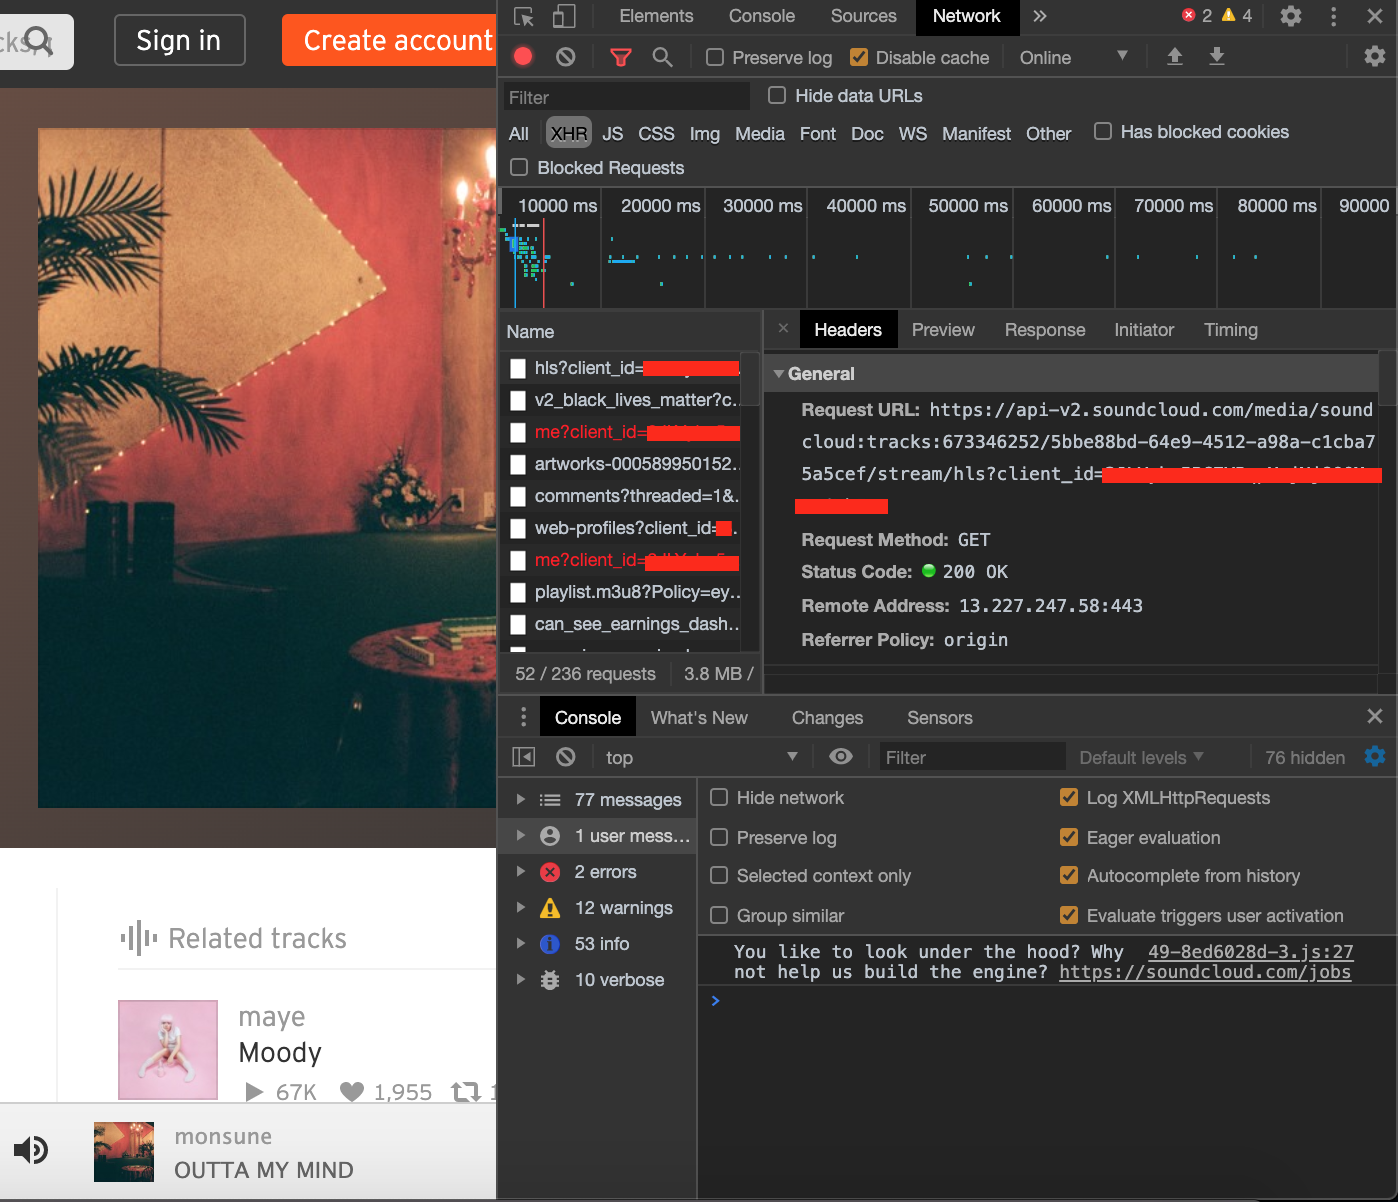 Sign in
Create account
Elements Console Sources Network » 2 4
Preserve log Disable cache Online
Filter Hide data URLs
All XHR JS CSS Img Media Font Doc WS Manifest Other Has blocked cookies
Blocked Requests
10000 ms 20000 ms 30000 ms 40000 ms 50000 ms 60000 ms 70000 ms 80000 ms 90000
Name
hls?client_id=
v2_black_lives_matter?c...
me?client_id=
artworks-000589950152...
comments?threaded=1&...
web-profiles?client_id=
me?client_id=
playlist.m3u8?Policy=ey...
can_see_earnings_dash...
52 / 236 requests 3.8 MB /
× Headers Preview Response Initiator Timing
General
Request URL: https://api-v2.soundcloud.com/media/sound
cloud:tracks:673346252/5bbe88bd-64e9-4512-a98a-c1cba7
5a5cef/stream/hls?client_id=
Request Method: GET
Status Code: 200 OK
Remote Address: 13.227.247.58:443
Referrer Policy: origin
Console What's New Changes Sensors
top Filter Default levels 76 hidden
77 messages
1 user mess...
2 errors
12 warnings
53 info
10 verbose
Hide network Log XMLHttpRequests
Preserve log Eager evaluation
Selected context only Autocomplete from history
Group similar Evaluate triggers user activation
You like to look under the hood? Why 49-8ed6028d-3.js:27
not help us build the engine? https://soundcloud.com/jobs
>
Related tracks
maye
Moody
67K 1,955
monsune
OUTTA MY MIND